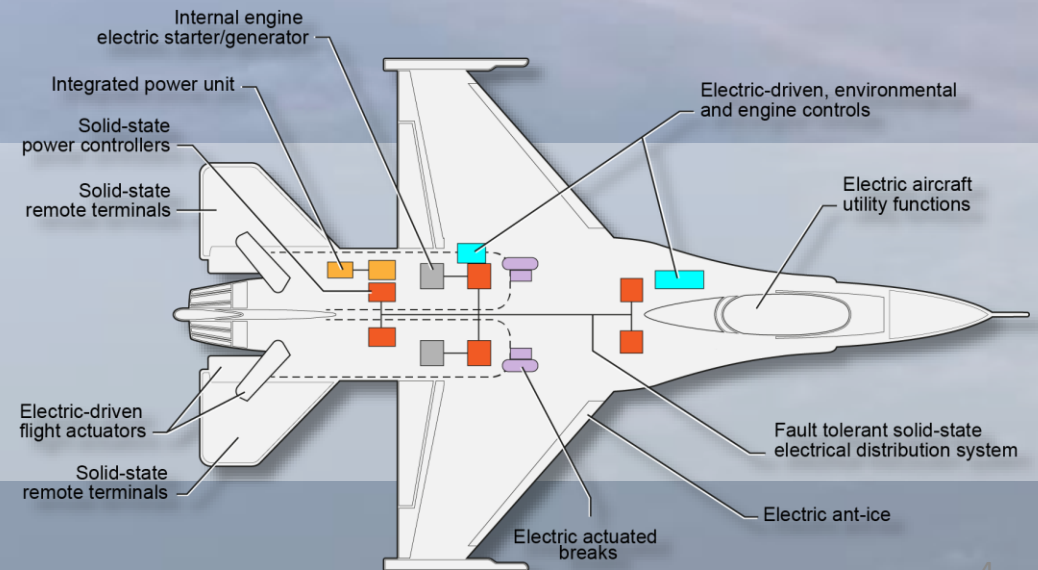 Internal engine
electric starter/generator
Integrated power unit
Solid-state
power controllers
Solid-state
remote terminals
Electric-driven, environmental
and engine controls
Electric aircraft
utility functions
Electric-driven
flight actuators
Solid-state
remote terminals
Fault tolerant solid-state
electrical distribution system
Electric ant-ice
Electric actuated
breaks